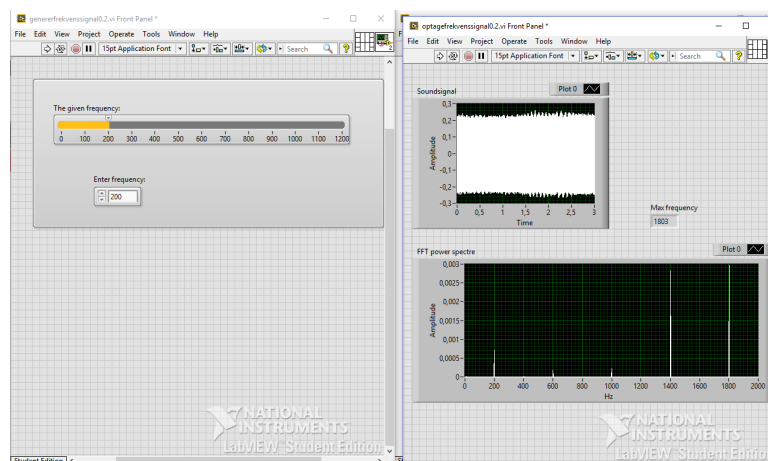 genererfrekvenssignal0.2.vi Front Panel *
File Edit View Project Operate Tools Window Help
15pt Application Font
Search
The given frequency:
0 100 200 300 400 500 600 700 800 900 1000 1100 1200
Enter frequency:
200
NATIONAL
INSTRUMENTS
LabVIEW Student Edition
Student Edition
optagefrekvenssignal0.2.vi Front Panel *
File Edit View Project Operate Tools Window Help
15pt Application Font
Search
Soundsignal
Plot 0
0,3
0,2
0,1
0
-0,1
-0,2
-0,3
Amplitude
0 0,5 1 1,5 2 2,5 3
Time
Max frequency
1803
FFT power spectre
Plot 0
0,003
0,0025
0,002
0,0015
0,001
0,0005
0
Amplitude
0 200 400 600 800 1000 1200 1400 1600 1800 2000
Hz
NATIONAL
INSTRUMENTS
LabVIEW Student Editio